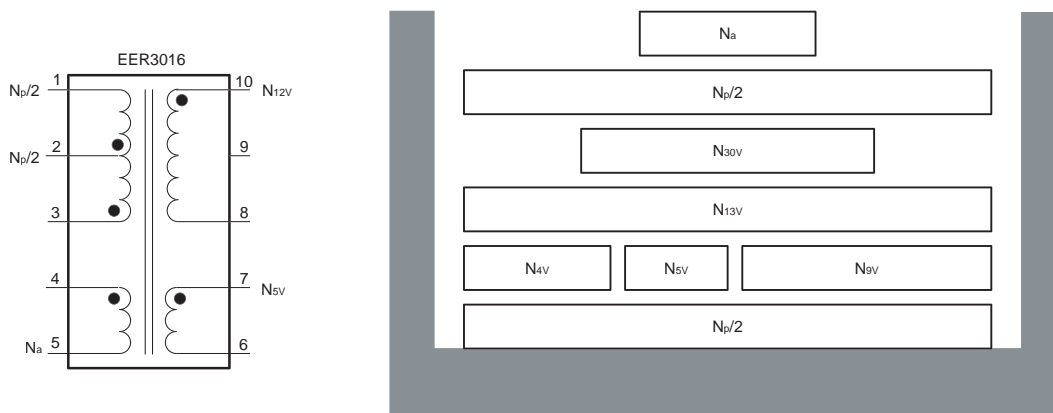 EER3016
1
Np/2
10
N12V
2
Np/2
9
3
8
4
7
N5V
Na
5
6
Na
Np/2
N30V
N13V
N4V
N5V
N9V
Np/2